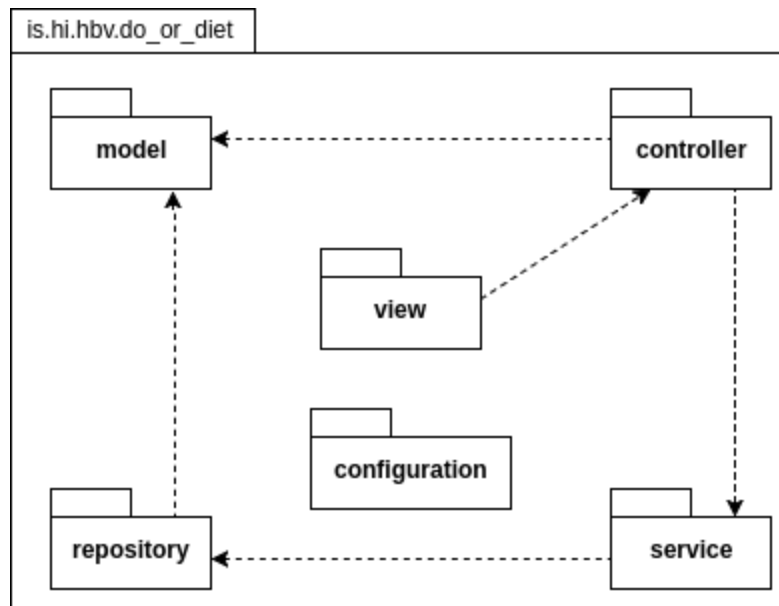 is.hi.hbv.do_or_diet
model
controller
view
configuration
repository
service